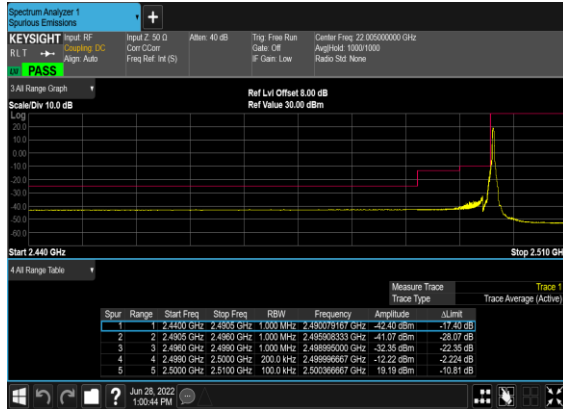 Spectrum Analyzer 1
Spurious Emissions
KEYSIGHT Input: RF Input Z: 50 Ω Atten: 40 dB Trig: Free Run Center Freq: 22.005000000 GHz
RLT Coupling: DC Corr CCorr Gate: Off Avg|Hold: 1000/1000
Align: Auto Freq Ref: Int (S) IF Gain: Low Radio Std: None
PASS
3 All Range Graph Ref Lvl Offset 8.00 dB
Scale/Div 10.0 dB Ref Value 30.00 dBm
Log
20.0
10.0
0.00
-10.0
-20.0
-30.0
-40.0
-50.0
-60.0
Start 2.440 GHz Stop 2.510 GH
4 All Range Table
Measure Trace Trace 1
Trace Type Trace Average (Active)
Spur Range Start Freq Stop Freq RBW Frequency Amplitude ΔLimit
1 1 2.4400 GHz 2.4905 GHz 1.000 MHz 2.490079167 GHz -42.40 dBm -17.40 dB
2 2 2.4905 GHz 2.4960 GHz 1.000 MHz 2.495908333 GHz -41.07 dBm -28.07 dB
3 3 2.4960 GHz 2.4990 GHz 1.000 MHz 2.498995000 GHz -32.35 dBm -22.35 dB
4 4 2.4990 GHz 2.5000 GHz 200.0 kHz 2.499996667 GHz -12.22 dBm -2.224 dB
5 5 2.5000 GHz 2.5100 GHz 100.0 kHz 2.500366667 GHz 19.19 dBm -10.81 dB
? Jun 28, 2022
1:00:44 PM